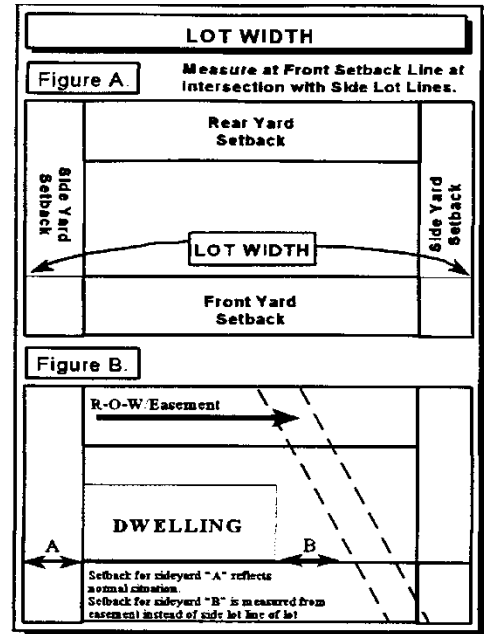 LOT WIDTH
Figure A.
Measure at Front Setback Line at
Intersection with Side Lot Lines.
Rear Yard
Setback
Side Yard
Setback
Side Yard
Setback
LOT WIDTH
Front Yard
Setback
Figure B.
R-O-W/Easement
DWELLING
A
B
Setback for sideyard "A" reflects
normal situation.
Setback for sideyard "B" is measured from
easement instead of side lot line of lot